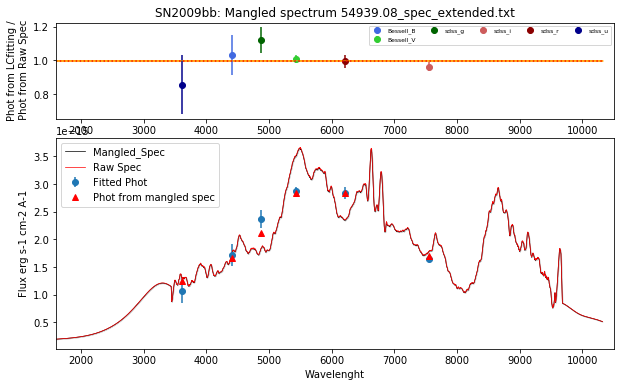 SN2009bb: Mangled spectrum 54939.08_spec_extended.txt
Phot from LCfitting /
Phot from Raw Spec
1.2
1.0
0.8
Bessell_B sdss_g sdss_i sdss_r sdss_u
Bessell_V
2000 3000 4000 5000 6000 7000 8000 9000 10000
1e−15
Flux erg s-1 cm-2 A-1
3.5
3.0
2.5
2.0
1.5
1.0
0.5
Mangled_Spec
Raw Spec
Fitted Phot
Phot from mangled spec
2000 3000 4000 5000 6000 7000 8000 9000 10000
Wavelenght